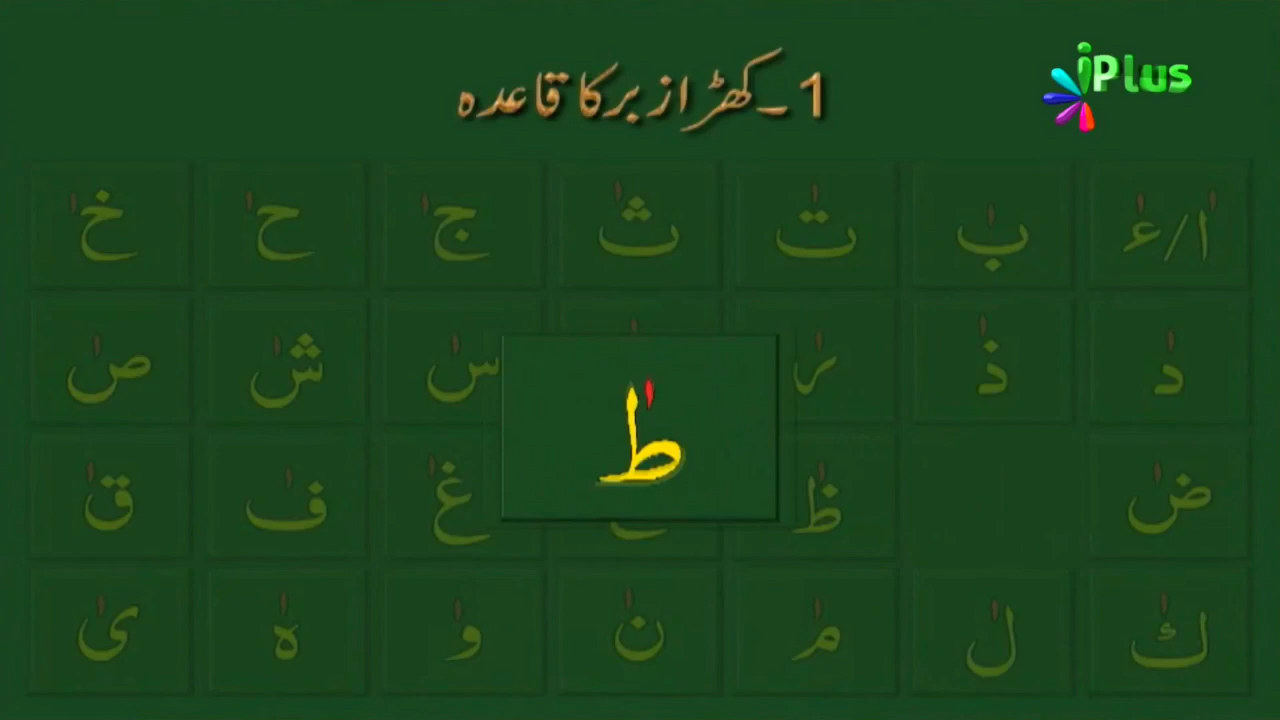 1۔ کھڑا زبر کا قاعدہ
iPlus
اٰ/ءٰ بٰ تٰ ثٰ جٰ حٰ خٰ
دٰ ذٰ رٰ سٰ شٰ صٰ
طٰ
ضٰ ظٰ غٰ فٰ قٰ
كٰ لٰ مٰ نٰ وٰ هٰ ىٰ